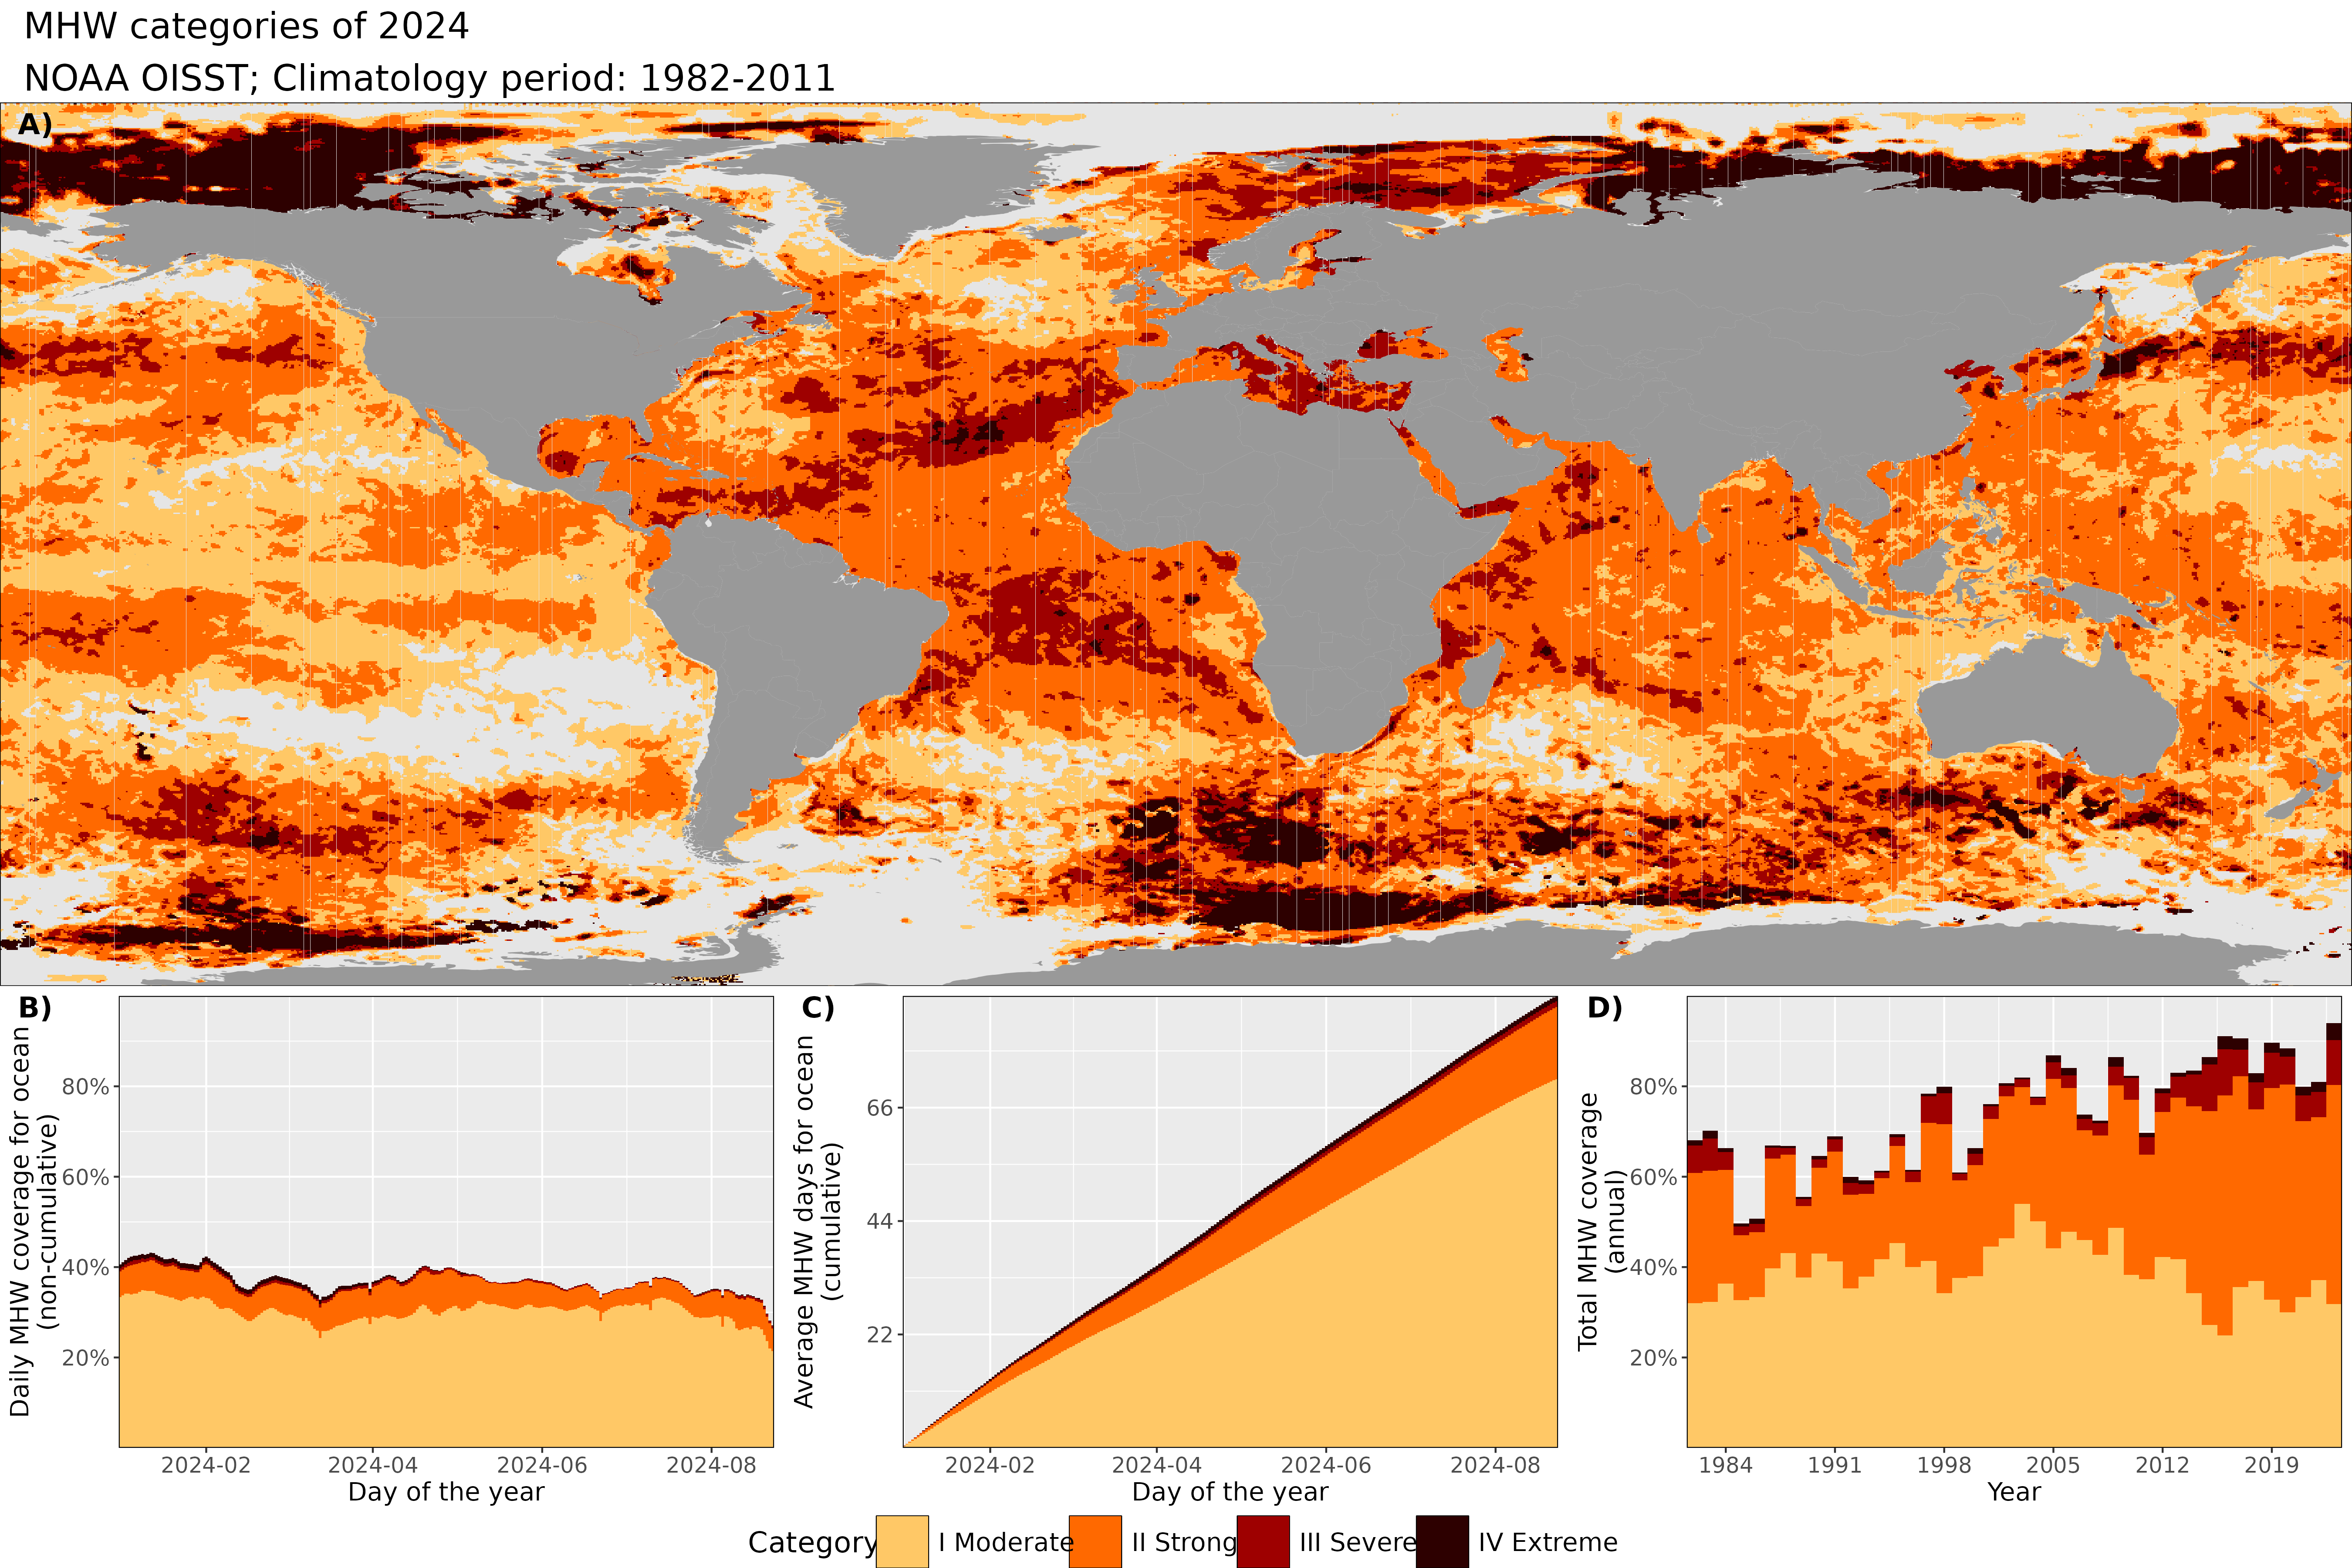 MHW categories of 2024
NOAA OISST; Climatology period: 1982-2011
A)
B)
Daily MHW coverage for ocean
(non-cumulative)
80%
60%
40%
20%
2024-02 2024-04 2024-06 2024-08
Day of the year
C)
Average MHW days for ocean
(cumulative)
66
44
22
2024-02 2024-04 2024-06 2024-08
Day of the year
D)
Total MHW coverage
(annual)
80%
60%
40%
20%
1984 1991 1998 2005 2012 2019
Year
Category I Moderate II Strong III Severe IV Extreme